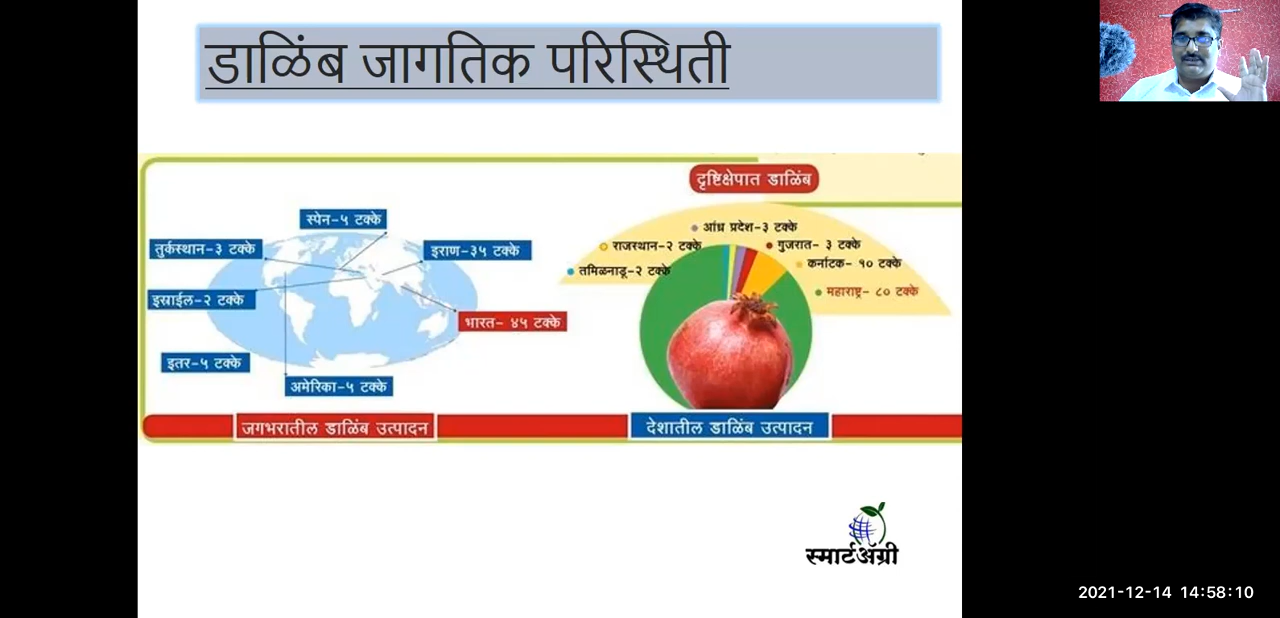 डाळिंब जागतिक परिस्थिती
दृष्टिक्षेपात डाळिंब
स्पेन-५ टक्के
तुर्कस्थान-३ टक्के
इराण-३५ टक्के
इस्राईल-२ टक्के
भारत- ४५ टक्के
इतर-५ टक्के
अमेरिका-५ टक्के
जगभरातील डाळिंब उत्पादन
आंध्र प्रदेश-३ टक्के
राजस्थान-२ टक्के
गुजरात- ३ टक्के
तमिळनाडू-२ टक्के
कर्नाटक- १० टक्के
महाराष्ट्र- ८० टक्के
देशातील डाळिंब उत्पादन
स्मार्टॲग्री
2021-12-14 14:58:10